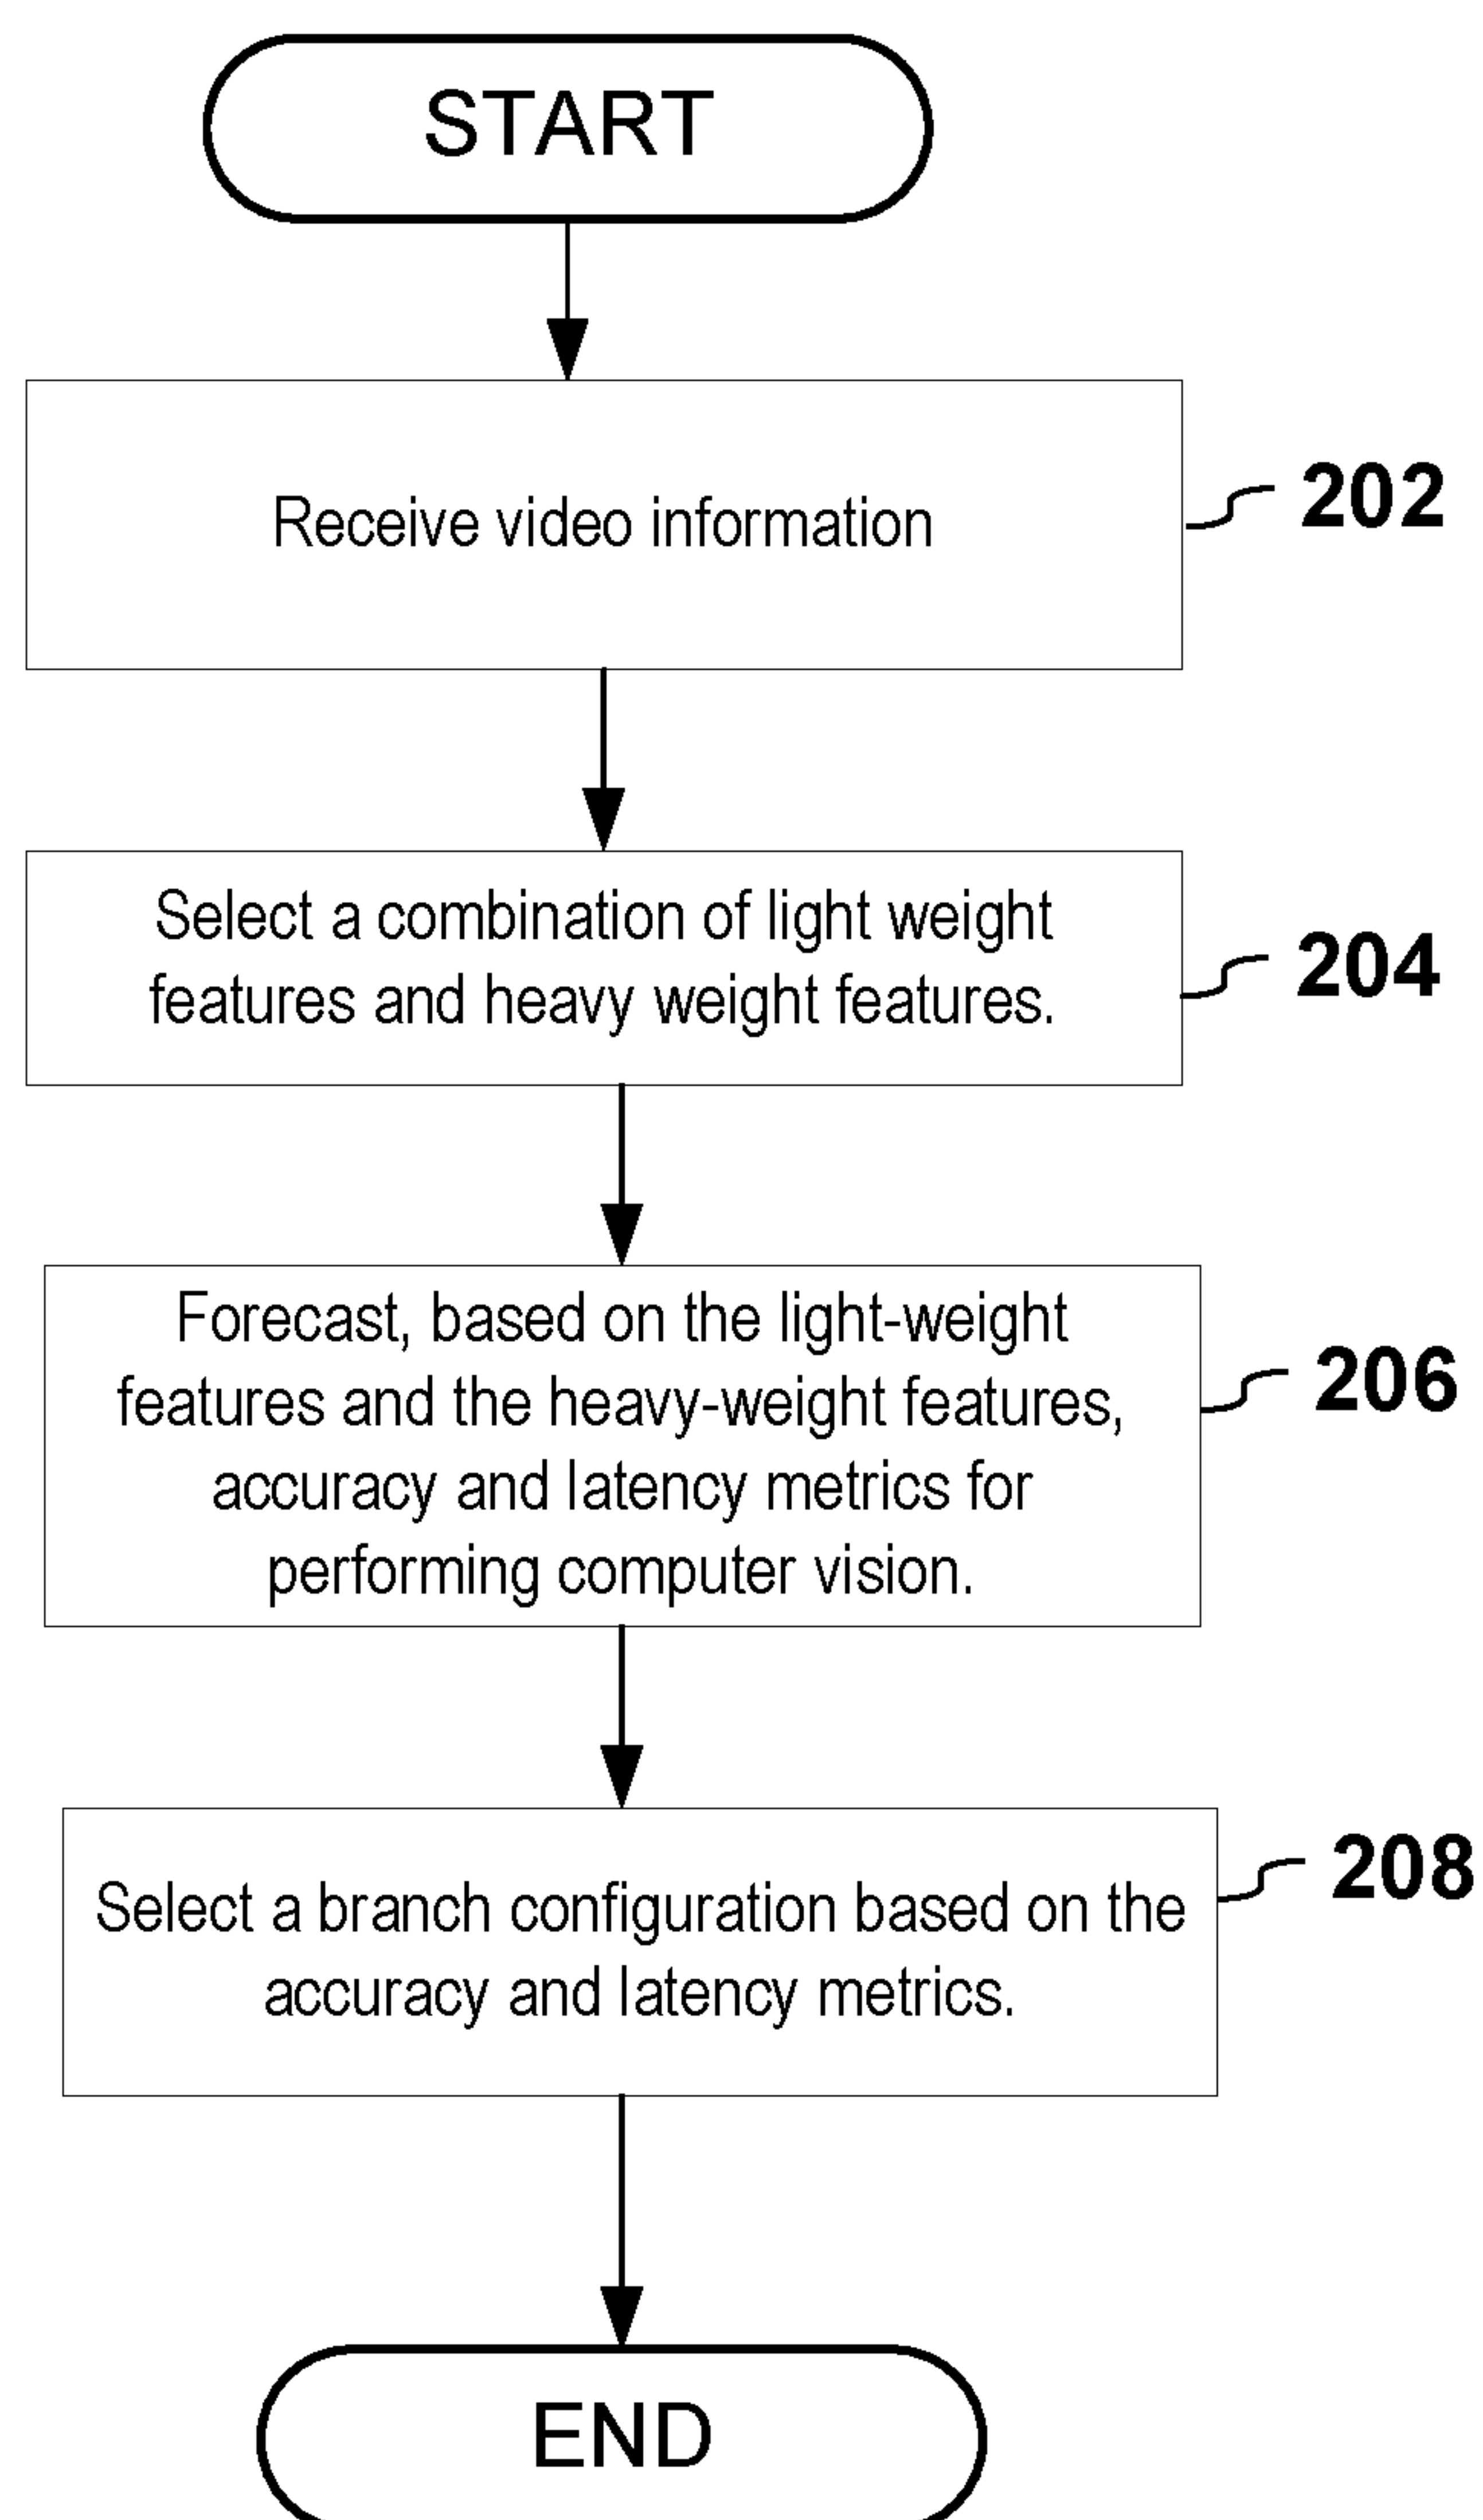 START
Receive video information
202
Select a combination of light weight
features and heavy weight features.
204
Forecast, based on the light-weight
features and the heavy-weight features,
accuracy and latency metrics for
performing computer vision.
206
Select a branch configuration based on the
accuracy and latency metrics.
208
END